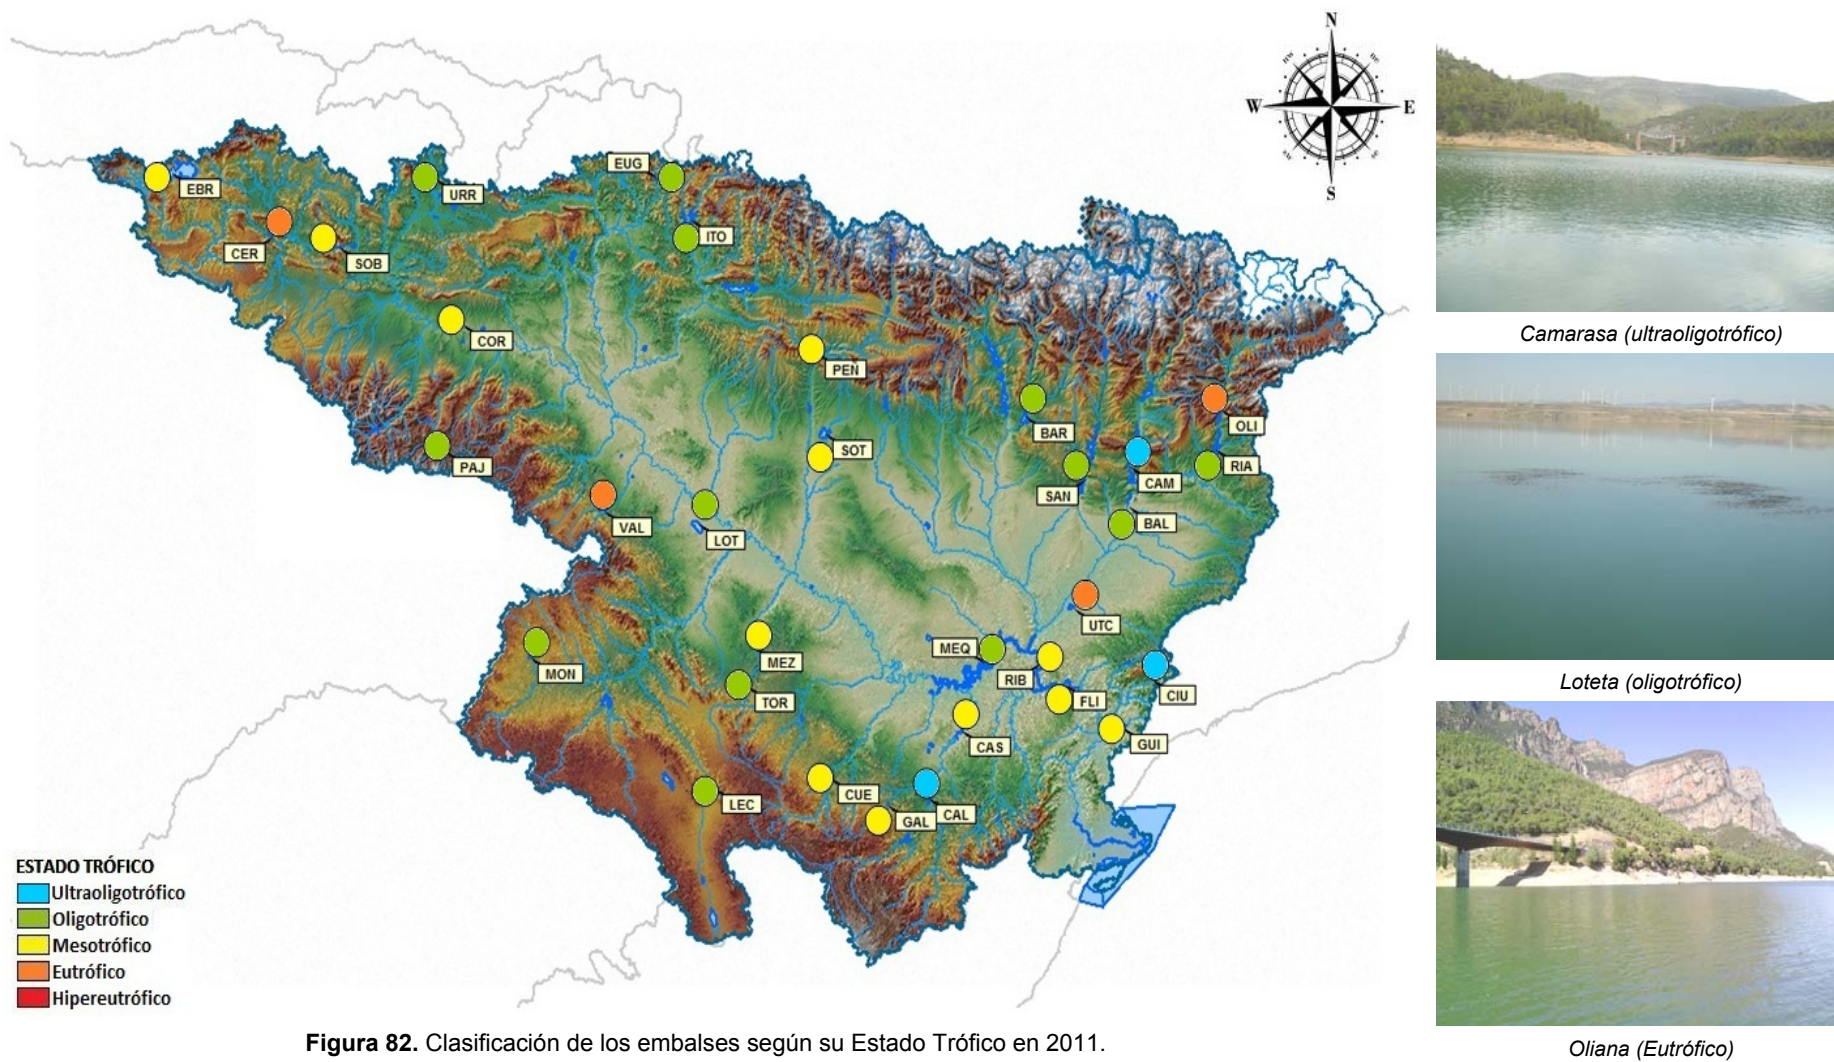 N
W
E
S
EUG
EBR
URR
CER
SOB
ITO
COR
PEÑ
BAR
OLI
SOT
PAJ
SAN
CAM
RIA
VAL
LOT
BAL
UTC
MEQ
MON
MEZ
RIB
TOR
FLI
CIU
CAS
GUI
LEC
CUE
GAL
CAL
ESTADO TRÓFICO
Ultraoligotrófico
Oligotrófico
Mesotrófico
Eutrófico
Hipereutrófico
Camarasa (ultraoligotrófico)
Loteta (oligotrófico)
Oliana (Eutrófico)
Figura 82. Clasificación de los embalses según su Estado Trófico en 2011.